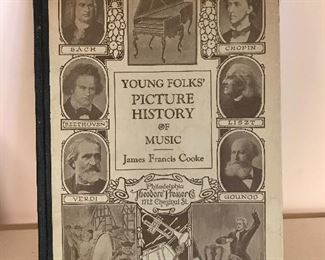 BACH
CHOPIN
YOUNG FOLKS'
PICTURE
HISTORY
OF
MUSIC
James Francis Cooke
BEETHOVEN
LISZT
VERDI
GOUNOD
Philadelphia
Theodore Presser Co.
1712 Chestnut St.